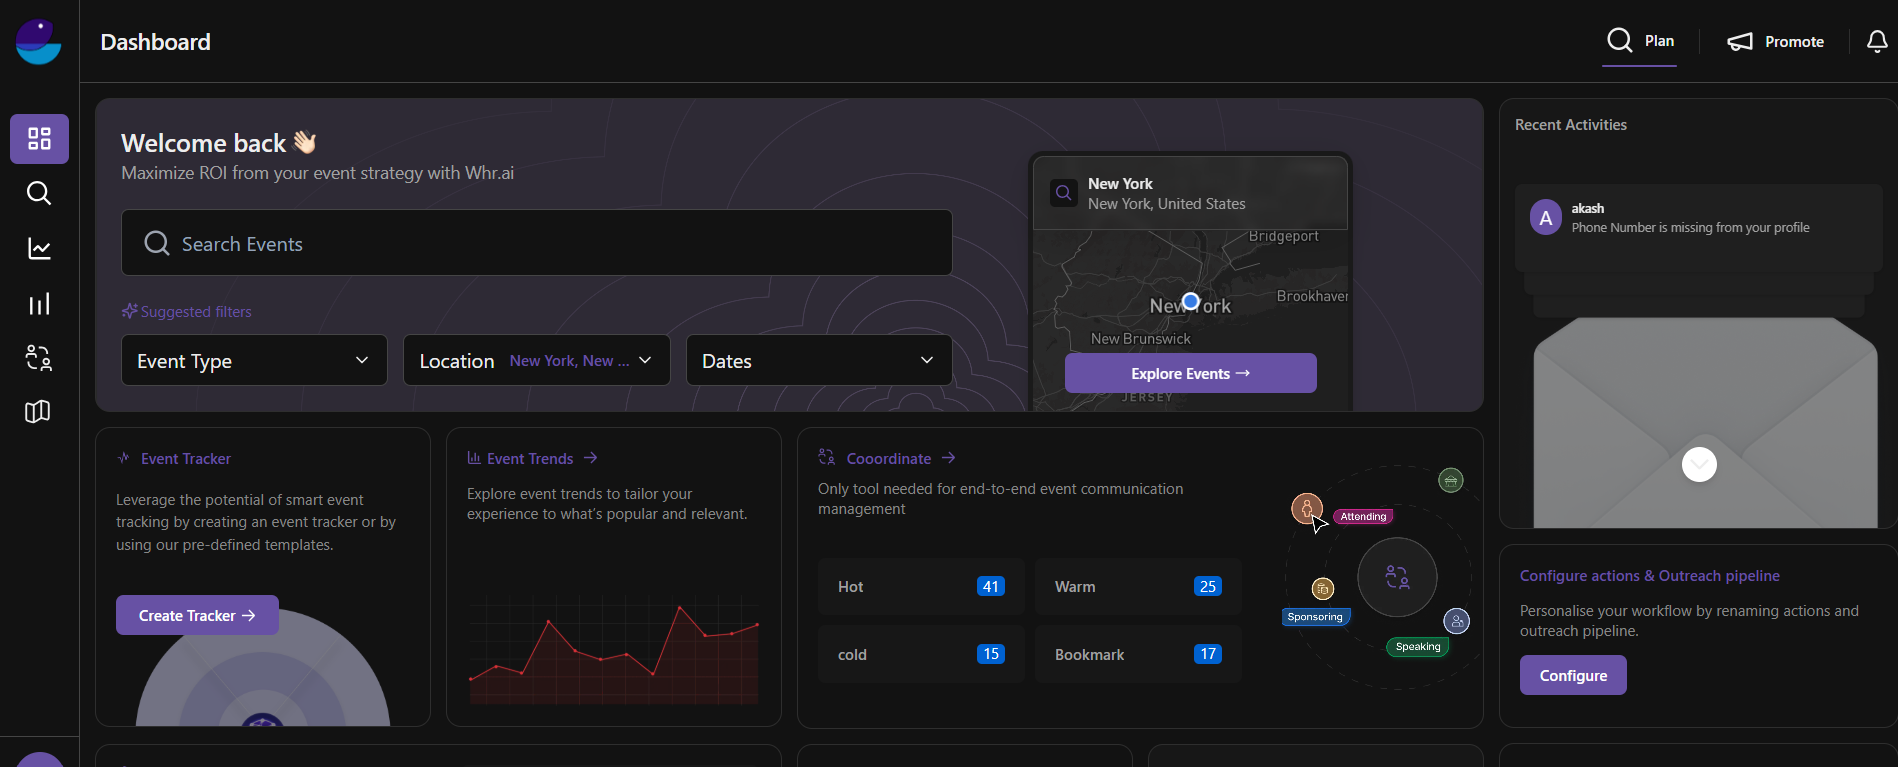 Dashboard
Plan
Promote
Welcome back
Maximize ROI from your event strategy with Whr.ai
Search Events
Suggested filters
Event Type
Location New York, New ...
Dates
New York
New York, United States
Bridgeport
Brookhaver
New York
New Brunswick
Explore Events →
JERSEY
Recent Activities
A
akash
Phone Number is missing from your profile
Event Tracker
Leverage the potential of smart event
tracking by creating an event tracker or by
using our pre-defined templates.
Create Tracker →
Event Trends →
Explore event trends to tailor your
experience to what's popular and relevant.
Cooordinate →
Only tool needed for end-to-end event communication
management
Hot 41
Warm 25
cold 15
Bookmark 17
Attending
Sponsoring
Speaking
Configure actions & Outreach pipeline
Personalise your workflow by renaming actions and
outreach pipeline.
Configure